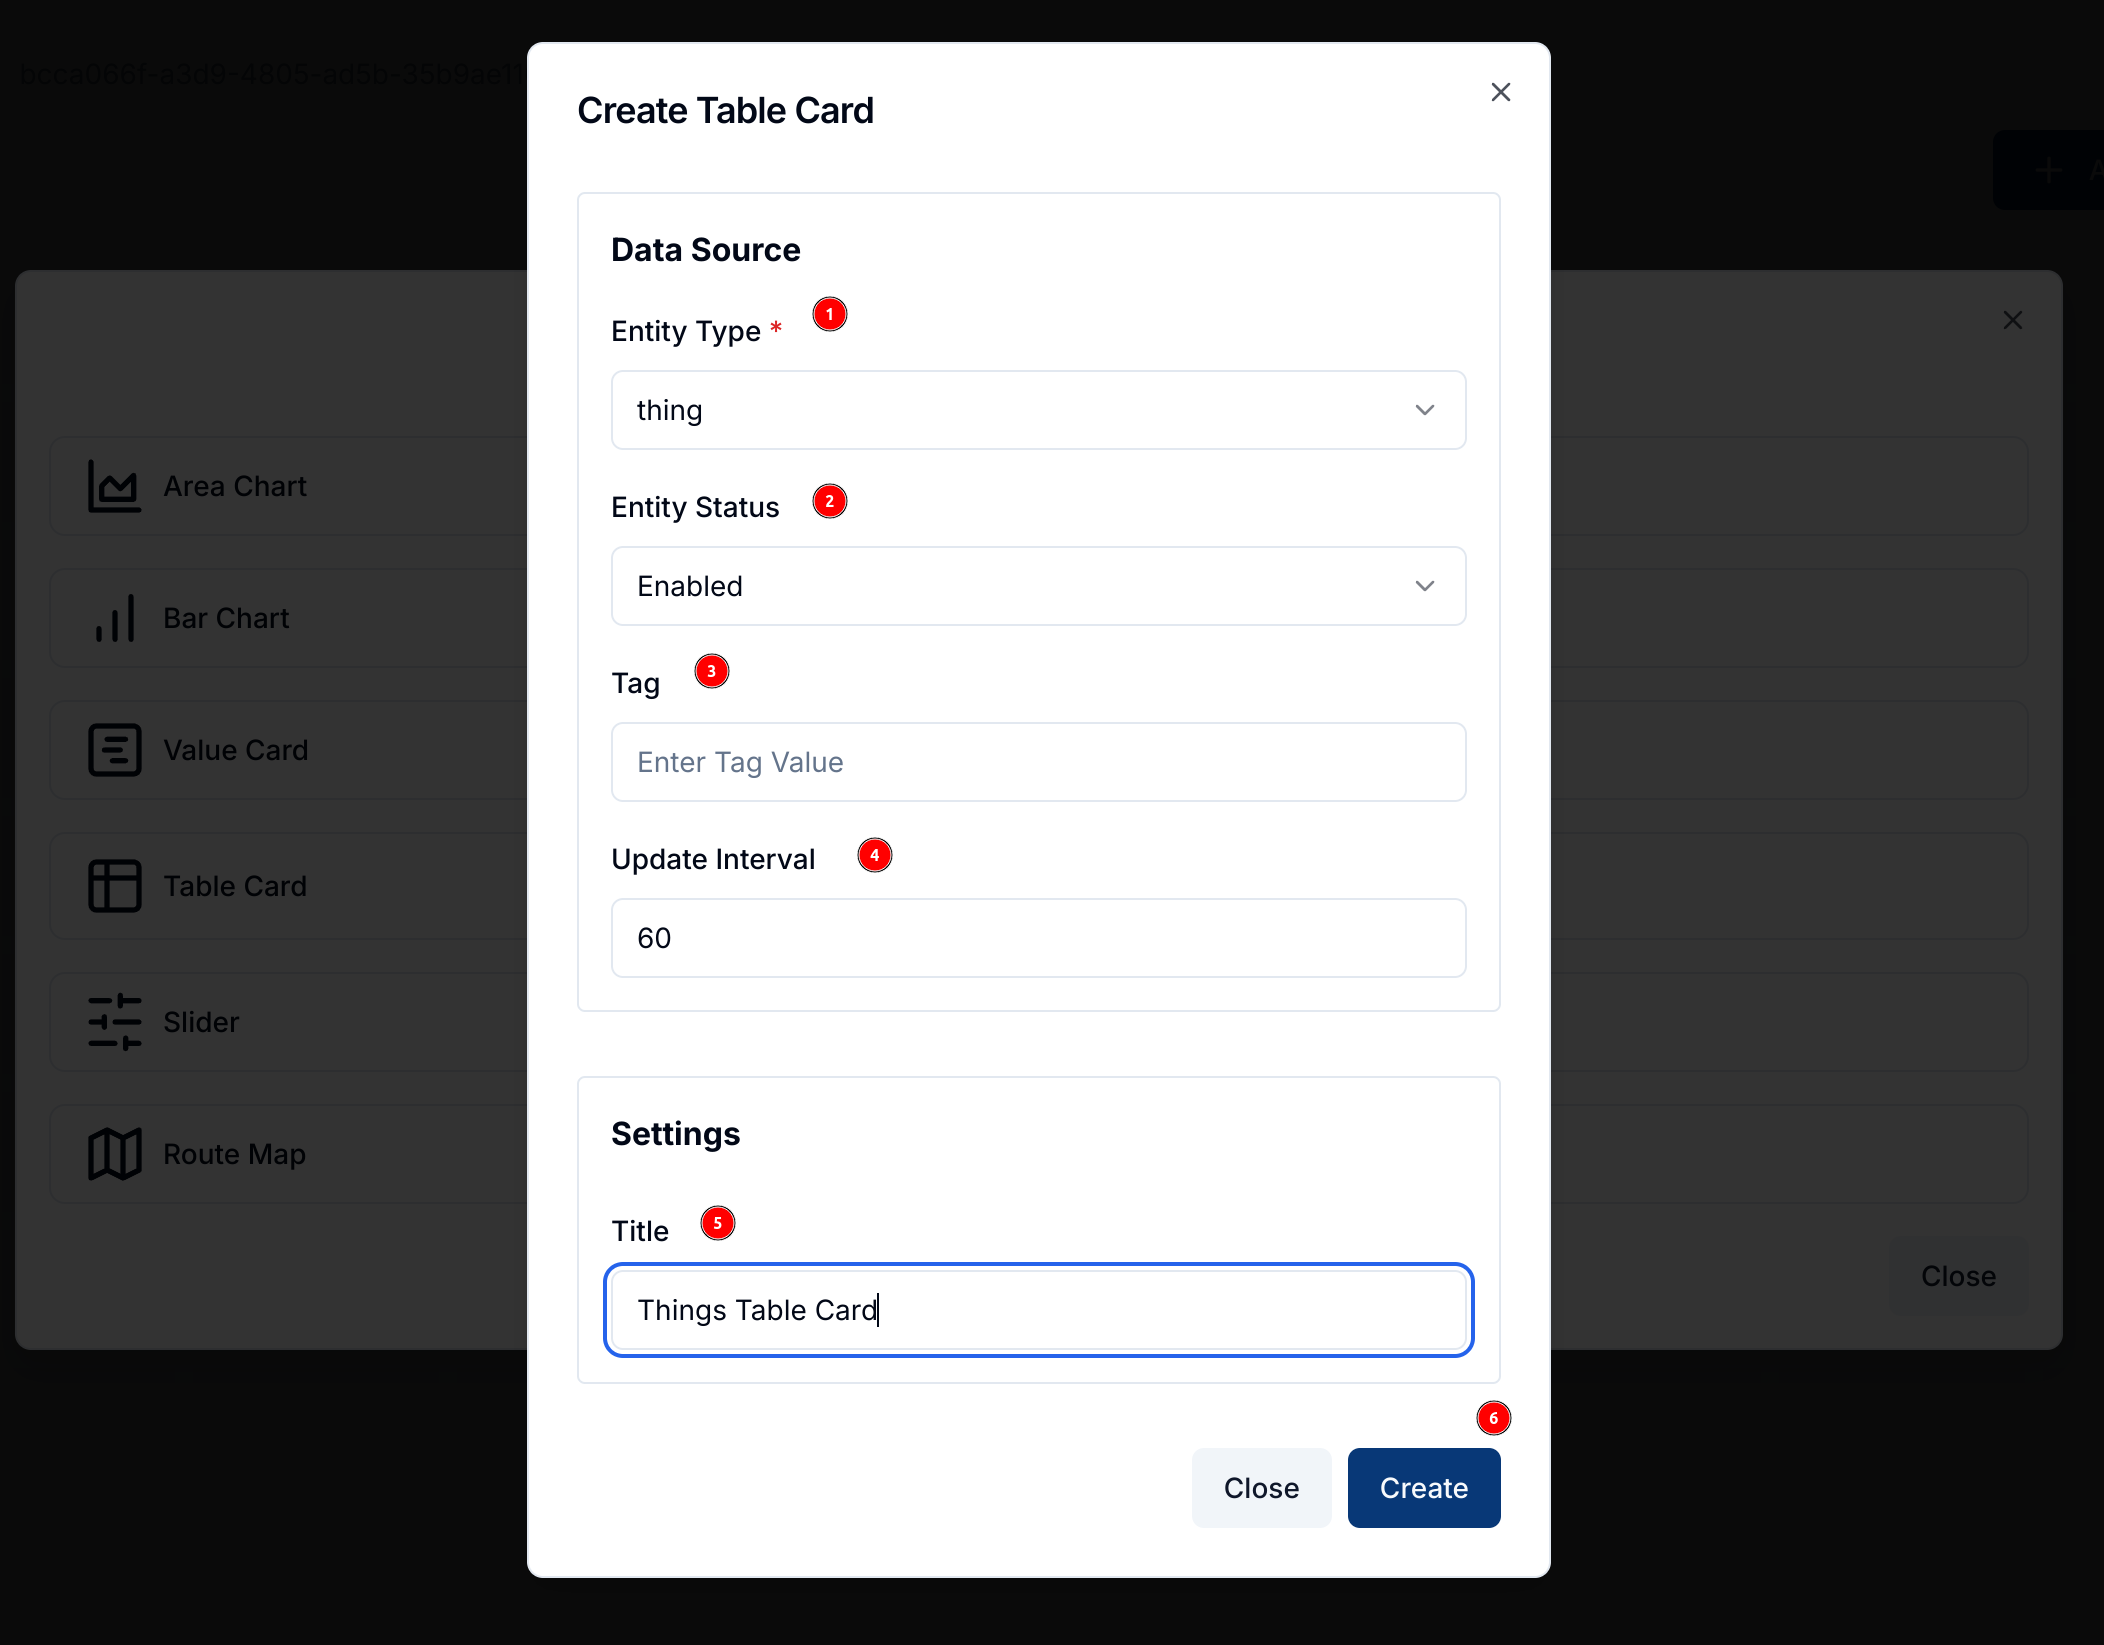 bcca066f-a3d9-4805-ad5b-35b9ae1
Create Table Card
Data Source
Entity Type *
1
thing
Entity Status
2
Enabled
Tag
3
Enter Tag Value
Update Interval
4
60
Settings
Title
5
Things Table Card
6
Close
Create
Area Chart
Bar Chart
Value Card
Table Card
Slider
Route Map
Close